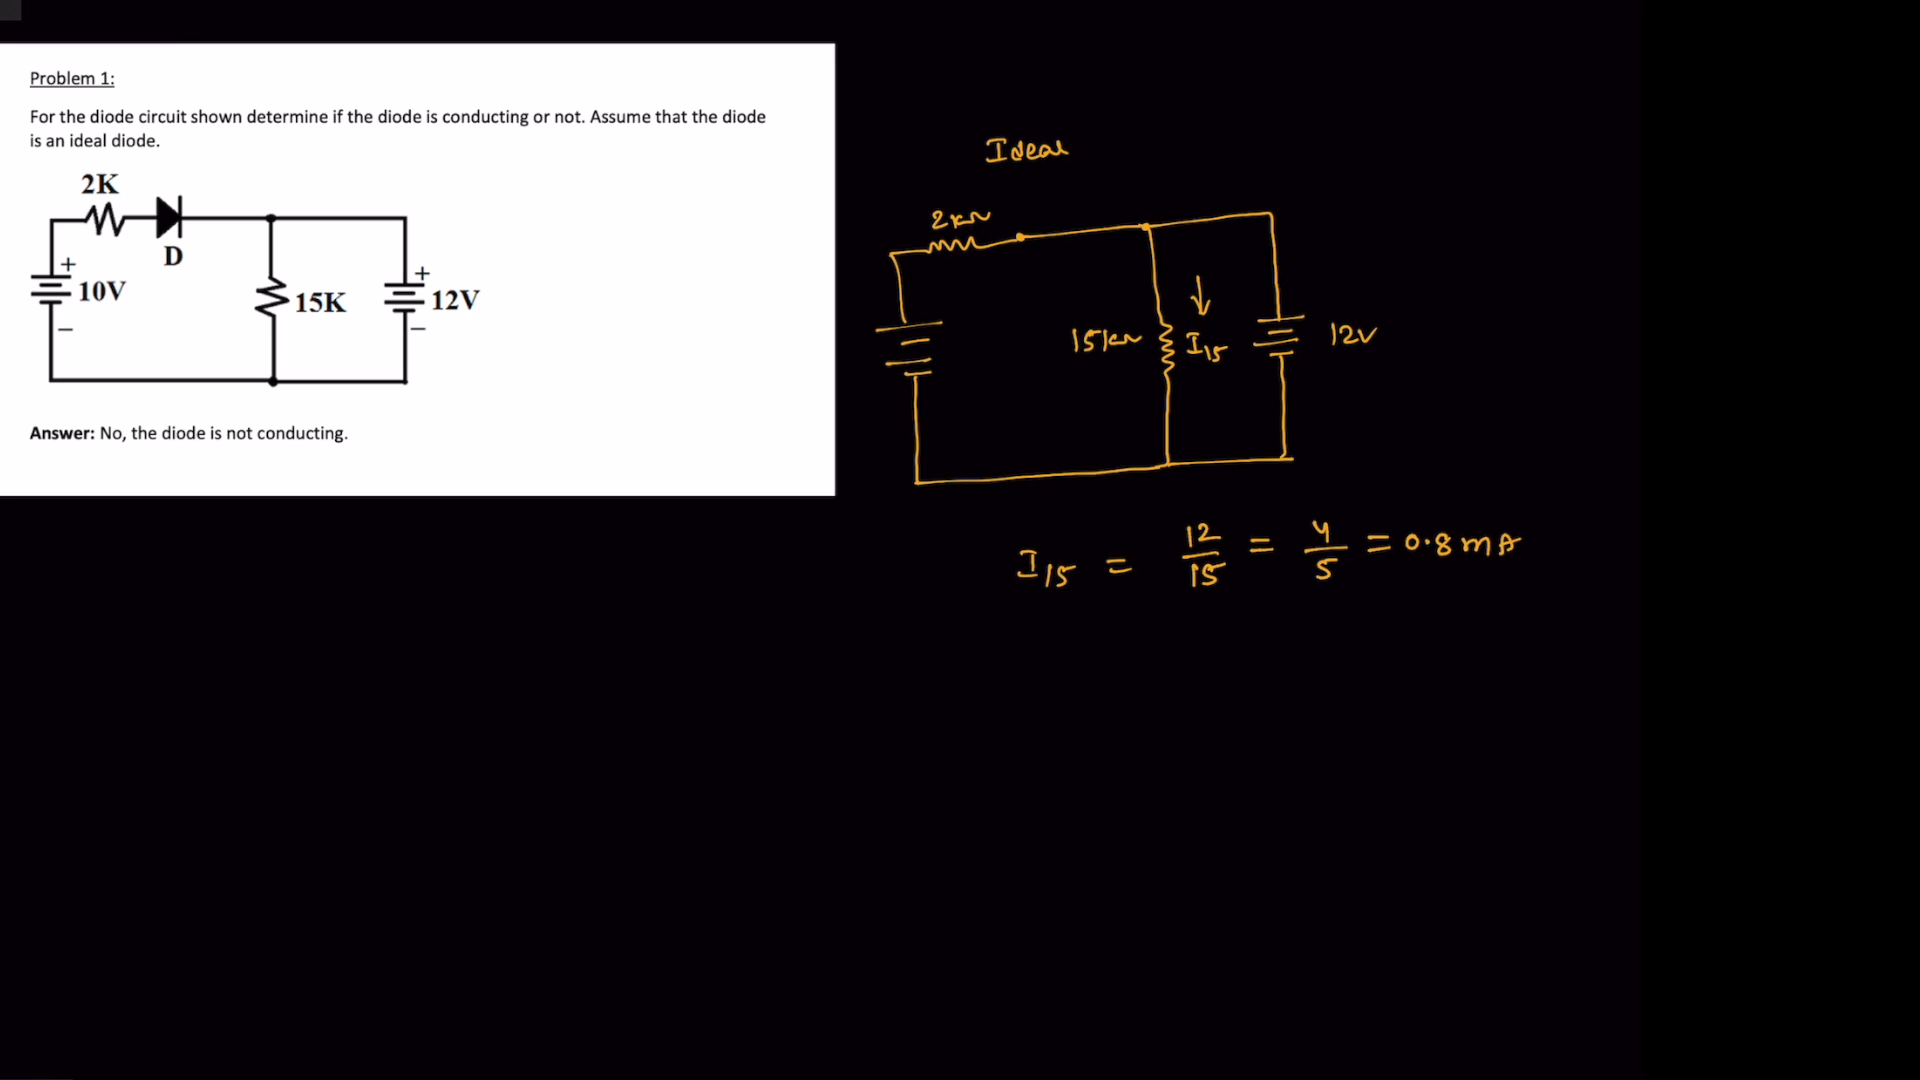 Problem 1:
For the diode circuit shown determine if the diode is conducting or not. Assume that the diode
is an ideal diode.
2K
D
+
10V
–
15K
+
12V
–
Answer: No, the diode is not conducting.
Ideal
2kΩ
15kΩ
↓
I15
12V
I15 = 12/15 = 4/5 = 0.8mA